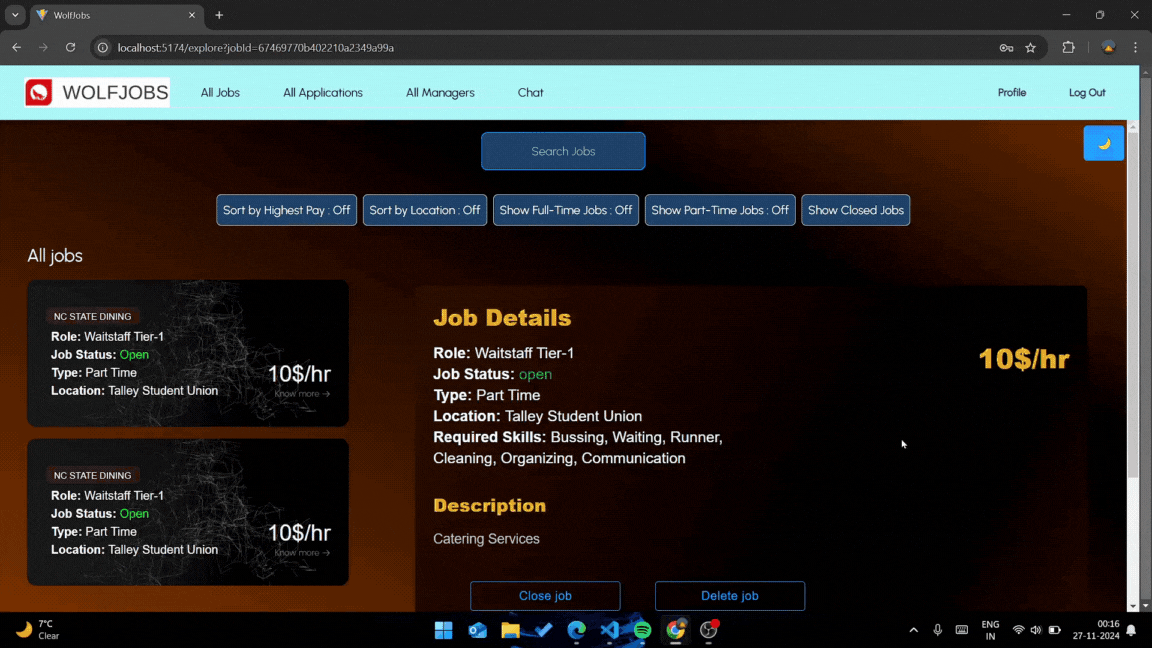 WolfJobs
localhost:5174/explore?jobId=67469770b402210a2349a99a
WOLFJOBS
All Jobs
All Applications
All Managers
Chat
Profile
Log Out
Search Jobs
Sort by Highest Pay : Off
Sort by Location : Off
Show Full-Time Jobs : Off
Show Part-Time Jobs : Off
Show Closed Jobs
All jobs
NC STATE DINING
Role: Waitstaff Tier-1
Job Status: Open
Type: Part Time
Location: Talley Student Union
10$/hr
Know more →
NC STATE DINING
Role: Waitstaff Tier-1
Job Status: Open
Type: Part Time
Location: Talley Student Union
10$/hr
Know more →
Job Details
Role: Waitstaff Tier-1
Job Status: open
Type: Part Time
Location: Talley Student Union
Required Skills: Bussing, Waiting, Runner,
Cleaning, Organizing, Communication
10$/hr
Description
Catering Services
Close job
Delete job
7°C
Clear
ENG
IN
00:16
27-11-2024